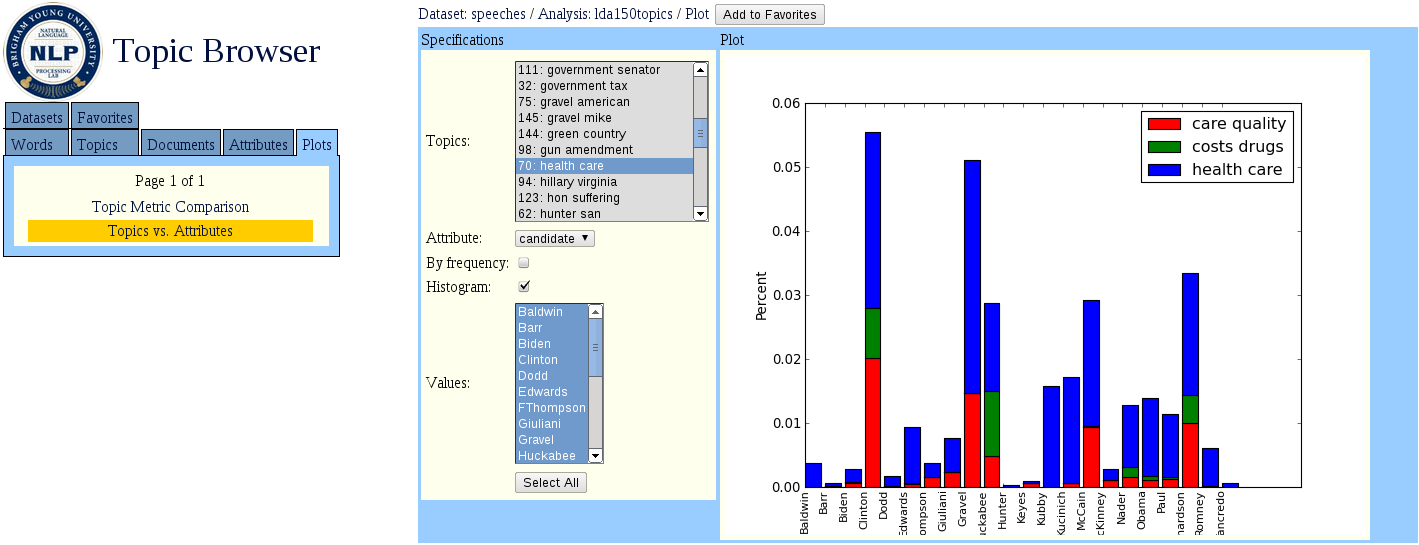 BRIGHAM YOUNG UNIVERSITY
NATURAL LANGUAGE
NLP
PROCESSING LAB
Topic Browser
Datasets Favorites
Words Topics Documents Attributes Plots
Page 1 of 1
Topic Metric Comparison
Topics vs. Attributes
Dataset: speeches / Analysis: lda150topics / Plot Add to Favorites
Specifications
Topics:
111: government senator
32: government tax
75: gravel american
145: gravel mike
144: green country
98: gun amendment
70: health care
94: hillary virginia
123: hon suffering
62: hunter san
Attribute: candidate
By frequency:
Histogram:
Values:
Baldwin
Barr
Biden
Clinton
Dodd
Edwards
FThompson
Giuliani
Gravel
Huckabee
Select All
Plot
Percent
0.06
0.05
0.04
0.03
0.02
0.01
0.00
care quality
costs drugs
health care
Baldwin
Barr
Biden
Clinton
Dodd
Edwards
ompson
Giuliani
Gravel
uckabee
Hunter
Keyes
Kubby
Kucinich
McCain
cKinney
Nader
Obama
Paul
hardson
Romney
ancredo